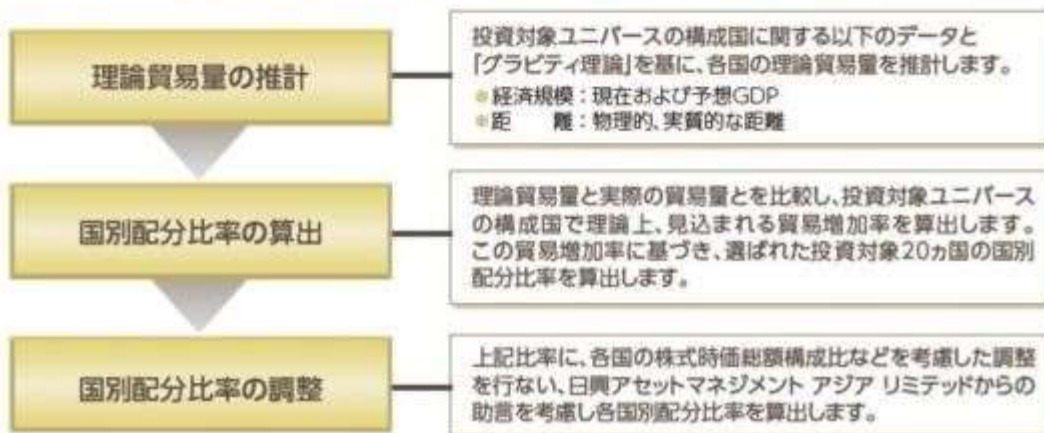 理論貿易量の推計
投資対象ユニバースの構成国に関する以下のデータと
「グラビティ理論」を基に、各国の理論貿易量を推計します。
●経済規模：現在および予想GDP
●距　　離：物理的、実質的な距離
国別配分比率の算出
理論貿易量と実際の貿易量とを比較し、投資対象ユニバース
の構成国で理論上、見込まれる貿易増加率を算出します。
この貿易増加率に基づき、選ばれた投資対象20ヵ国の国別
配分比率を算出します。
国別配分比率の調整
上記比率に、各国の株式時価総額構成比などを考慮した調整
を行ない、日興アセットマネジメント アジア リミテッドからの
助言を考慮し各国別配分比率を算出します。